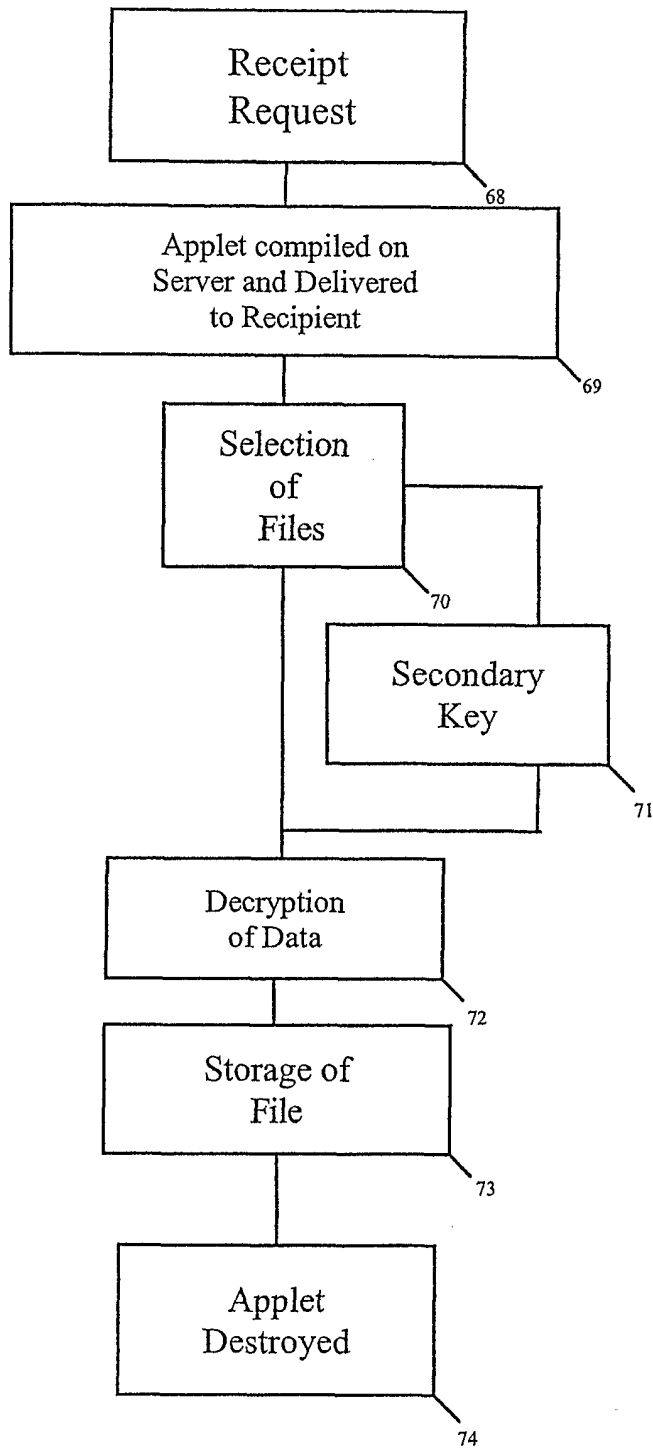 Receipt
Request
68
Applet compiled on
Server and Delivered
to Recipient
69
Selection
of
Files
70
Secondary
Key
71
Decryption
of Data
72
Storage of
File
73
Applet
Destroyed
74